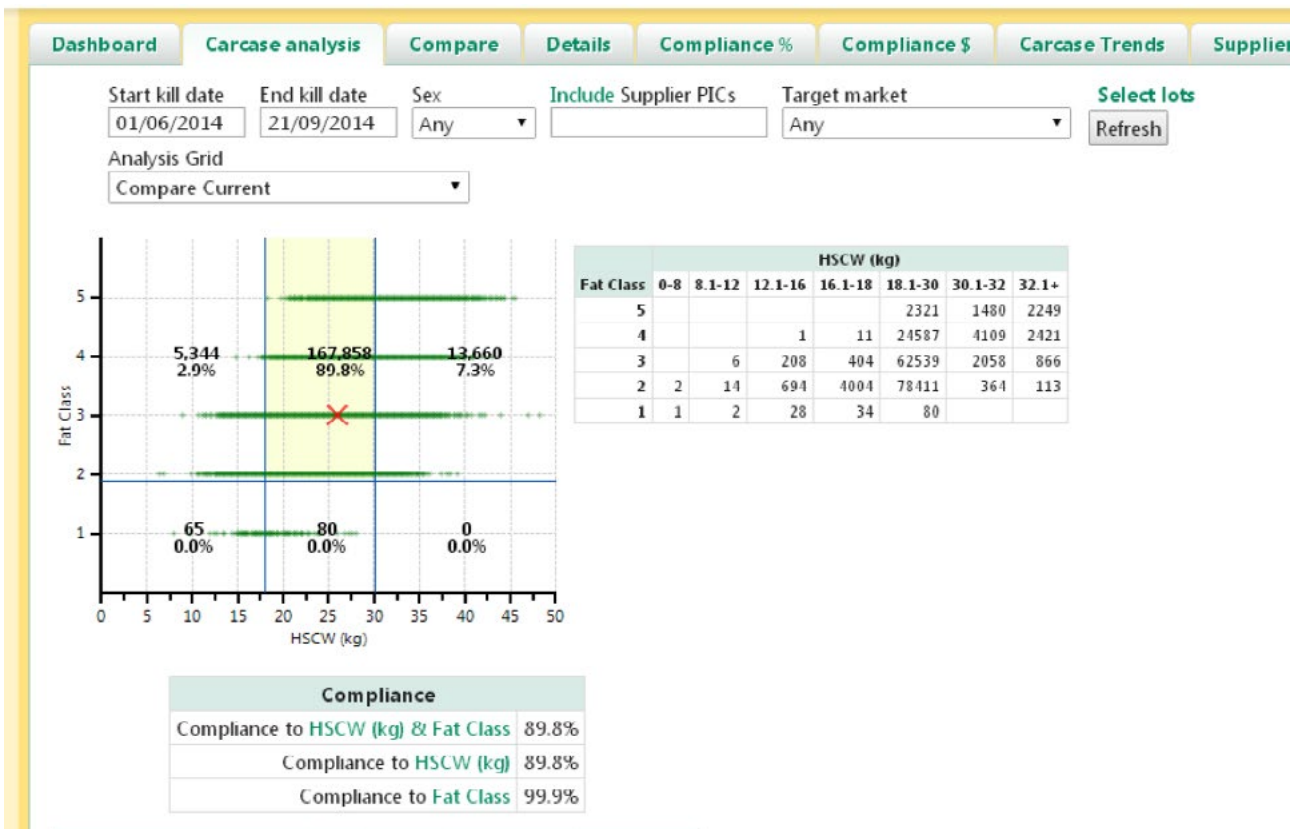 Dashboard Carcase analysis Compare Details Compliance % Compliance $ Carcase Trends Supplier
Start kill date End kill date Sex Include Supplier PICs Target market Select lots
01/06/2014 21/09/2014 Any Any Refresh
Analysis Grid
Compare Current
Fat Class
5
4
3
2
1
5,344 167,858 13,660
2.9% 89.8% 7.3%
65 80 0
0.0% 0.0% 0.0%
0 5 10 15 20 25 30 35 40 45 50
HSCW (kg)
HSCW (kg)
Fat Class 0-8 8.1-12 12.1-16 16.1-18 18.1-30 30.1-32 32.1+
5 2321 1480 2249
4 1 11 24587 4109 2421
3 6 208 404 62539 2058 866
2 2 14 694 4004 78411 364 113
1 1 2 28 34 80
Compliance
Compliance to HSCW (kg) & Fat Class 89.8%
Compliance to HSCW (kg) 89.8%
Compliance to Fat Class 99.9%